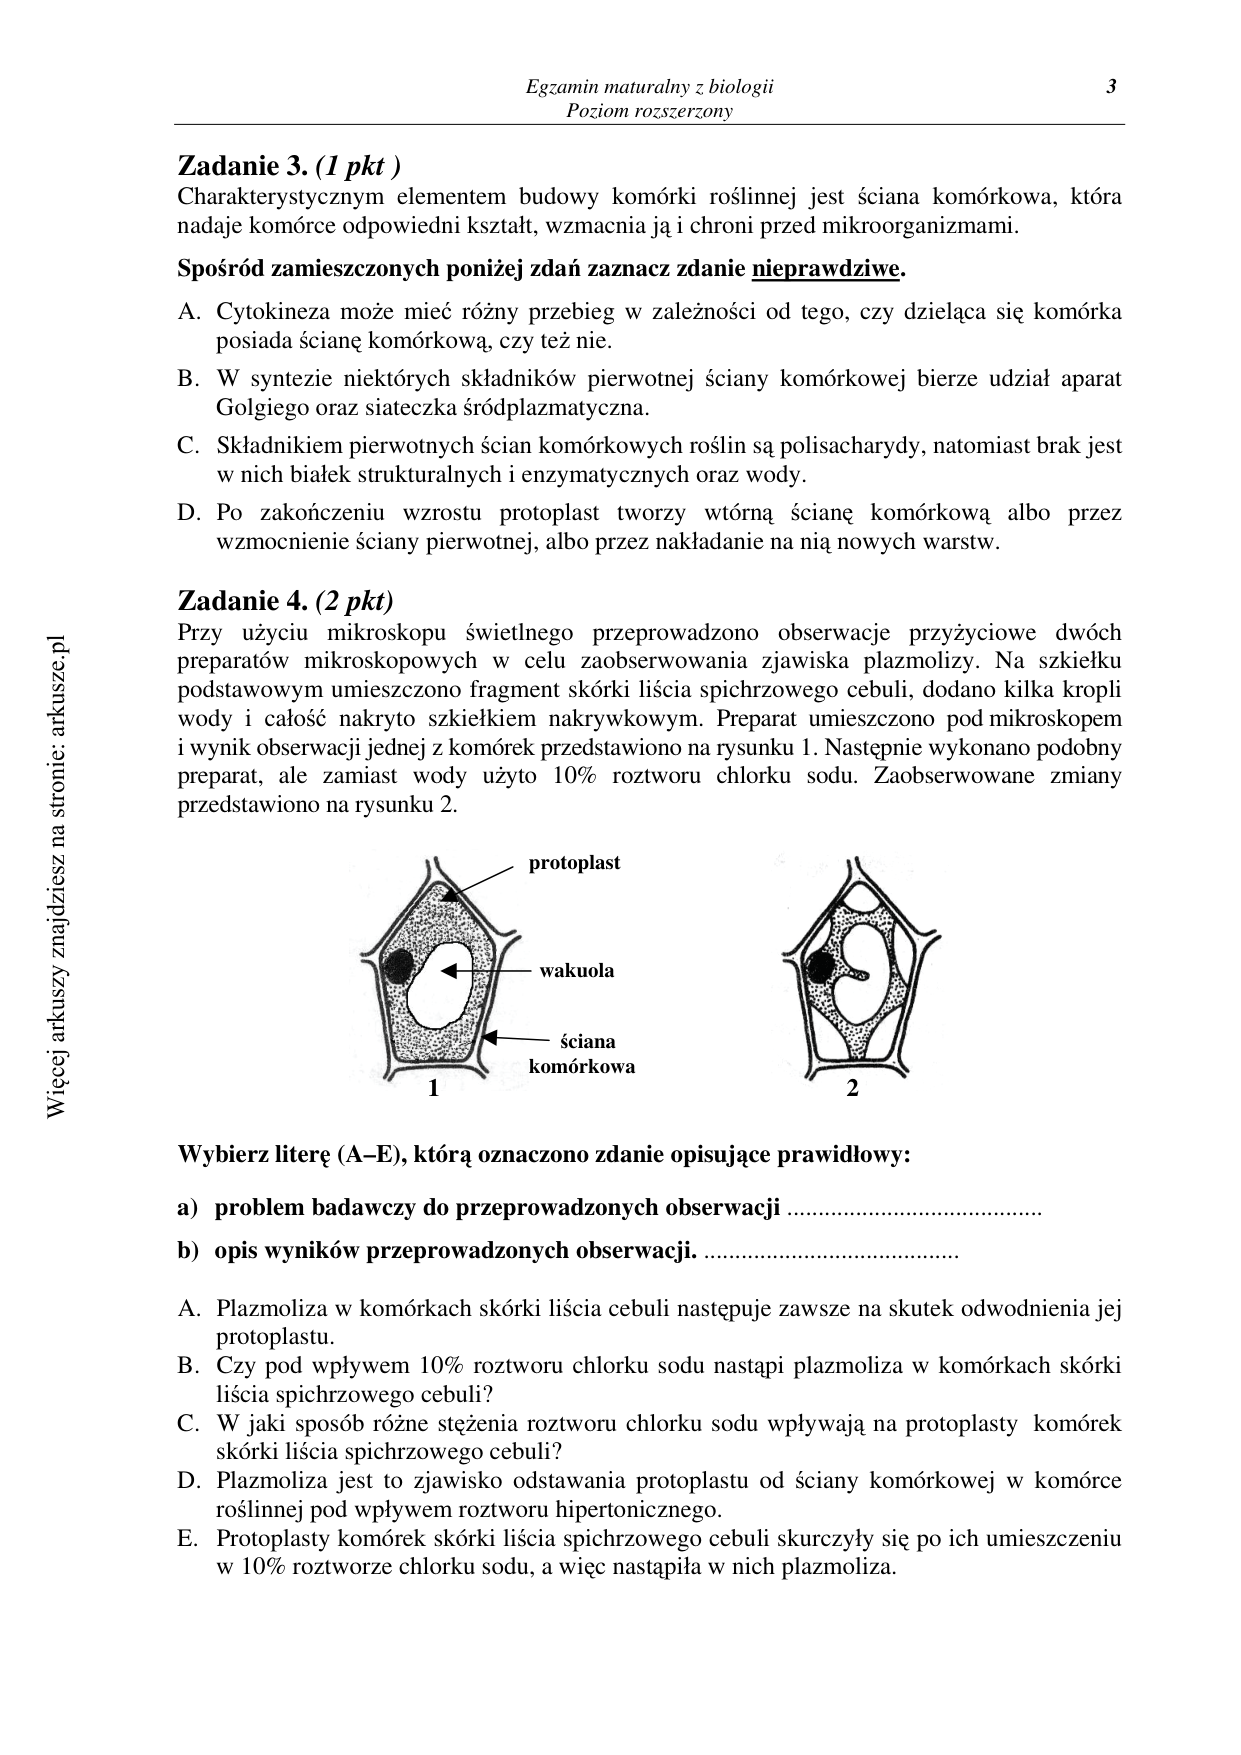 Egzamin maturalny z biologii
3
Poziom rozszerzony
Zadanie 3. (1 pkt )
Charakterystycznym elementem budowy komórki roślinnej jest ściana komórkowa, która
nadaje komórce odpowiedni kształt, wzmacnia ją i chroni przed mikroorganizmami.
Spośród zamieszczonych poniżej zdań zaznacz zdanie nieprawdziwe.
A. Cytokineza może mieć różny przebieg w zależności od tego, czy dzieląca się komórka
posiada ścianę komórkową, czy też nie.
B. W syntezie niektórych składników pierwotnej ściany komórkowej bierze udział aparat
Golgiego oraz siateczka śródplazmatyczna.
C. Składnikiem pierwotnych ścian komórkowych roślin są polisacharydy, natomiast brak jest
w nich białek strukturalnych i enzymatycznych oraz wody.
D. Po zakończeniu wzrostu protoplast tworzy wtórną ścianę komórkową albo przez
wzmocnienie ściany pierwotnej, albo przez nakładanie na nią nowych warstw.
Zadanie 4. (2 pkt)
Przy użyciu mikroskopu świetlnego przeprowadzono obserwacje przyżyciowe dwóch
preparatów mikroskopowych w celu zaobserwowania zjawiska plazmolizy. Na szkiełku
podstawowym umieszczono fragment skórki liścia spichrzowego cebuli, dodano kilka kropli
wody i całość nakryto szkiełkiem nakrywkowym. Preparat umieszczono pod mikroskopem
i wynik obserwacji jednej z komórek przedstawiono na rysunku 1. Następnie wykonano podobny
preparat, ale zamiast wody użyto 10% roztworu chlorku sodu. Zaobserwowane zmiany
przedstawiono na rysunku 2.
protoplast
wakuola
ściana
komórkowa
1
2
Wybierz literę (A–E), którą oznaczono zdanie opisujące prawidłowy:
a) problem badawczy do przeprowadzonych obserwacji .........................................
b) opis wyników przeprowadzonych obserwacji. .........................................
A. Plazmoliza w komórkach skórki liścia cebuli następuje zawsze na skutek odwodnienia jej
protoplastu.
B. Czy pod wpływem 10% roztworu chlorku sodu nastąpi plazmoliza w komórkach skórki
liścia spichrzowego cebuli?
C. W jaki sposób różne stężenia roztworu chlorku sodu wpływają na protoplasty komórek
skórki liścia spichrzowego cebuli?
D. Plazmoliza jest to zjawisko odstawania protoplastu od ściany komórkowej w komórce
roślinnej pod wpływem roztworu hipertonicznego.
E. Protoplasty komórek skórki liścia spichrzowego cebuli skurczyły się po ich umieszczeniu
w 10% roztworze chlorku sodu, a więc nastąpiła w nich plazmoliza.
Więcej arkuszy znajdziesz na stronie: arkusze.pl